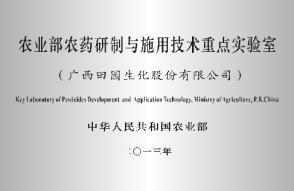 农业部农药研制与施用技术重点实验室
（广西田园生化股份有限公司）
Key Laboratory of Pesticides Development and Application Technology, Ministry of Agriculture, P.R.China
中华人民共和国农业部
二〇一三年